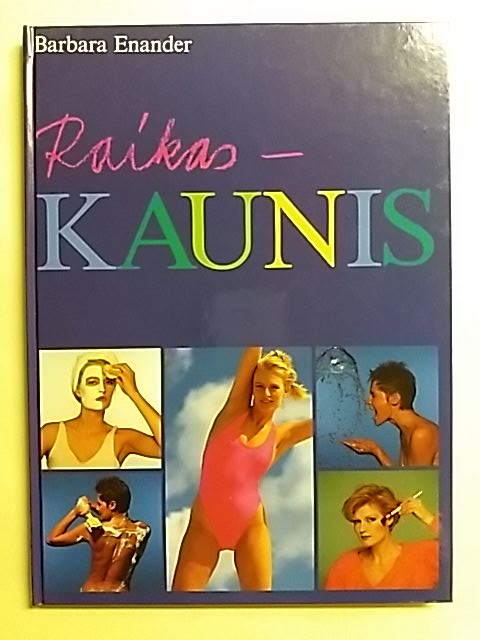 Barbara Enander
Raikas –
KAUNIS